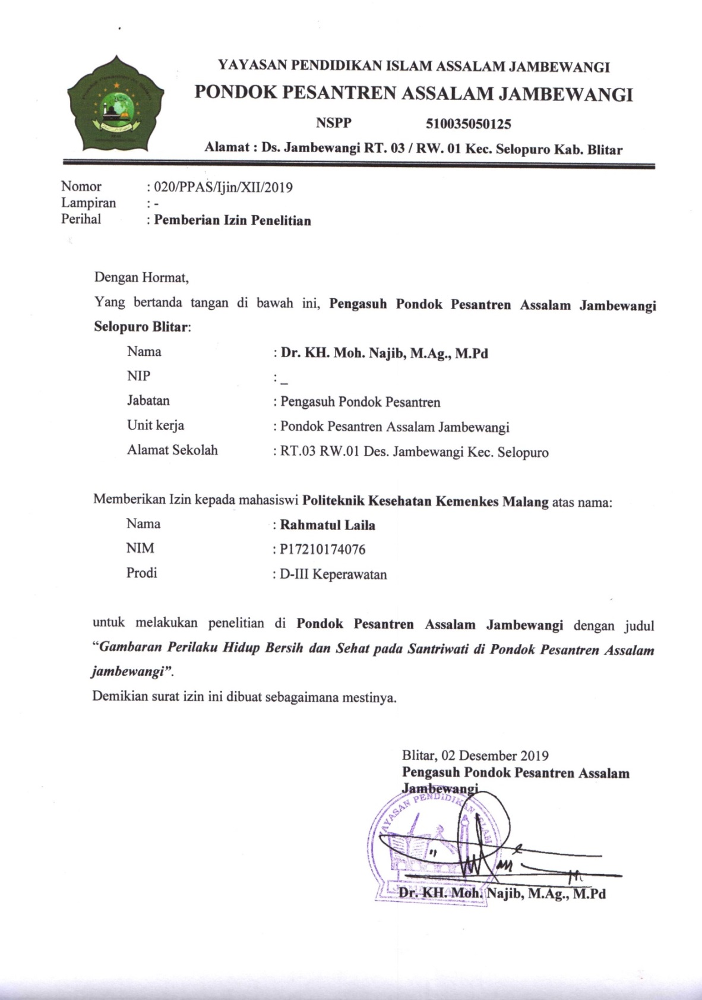 YAYASAN PENDIDIKAN ISLAM ASSALAM JAMBEWANGI
PONDOK PESANTREN ASSALAM JAMBEWANGI
NSPP 510035050125
Alamat : Ds. Jambewangi RT. 03 / RW. 01 Kec. Selopuro Kab. Blitar
Nomor : 020/PPAS/Ijin/XII/2019
Lampiran : -
Perihal : Pemberian Izin Penelitian
Dengan Hormat,
Yang bertanda tangan di bawah ini, Pengasuh Pondok Pesantren Assalam Jambewangi
Selopuro Blitar:
Nama : Dr. KH. Moh. Najib, M.Ag., M.Pd
NIP : _
Jabatan : Pengasuh Pondok Pesantren
Unit kerja : Pondok Pesantren Assalam Jambewangi
Alamat Sekolah : RT.03 RW.01 Des. Jambewangi Kec. Selopuro
Memberikan Izin kepada mahasiswi Politeknik Kesehatan Kemenkes Malang atas nama:
Nama : Rahmatul Laila
NIM : P17210174076
Prodi : D-III Keperawatan
untuk melakukan penelitian di Pondok Pesantren Assalam Jambewangi dengan judul
“Gambaran Perilaku Hidup Bersih dan Sehat pada Santriwati di Pondok Pesantren Assalam
jambewangi”.
Demikian surat izin ini dibuat sebagaimana mestinya.
Blitar, 02 Desember 2019
Pengasuh Pondok Pesantren Assalam
Jambewangi
YAYASAN PENDIDIKAN ISLAM
Dr. KH. Moh. Najib, M.Ag., M.Pd